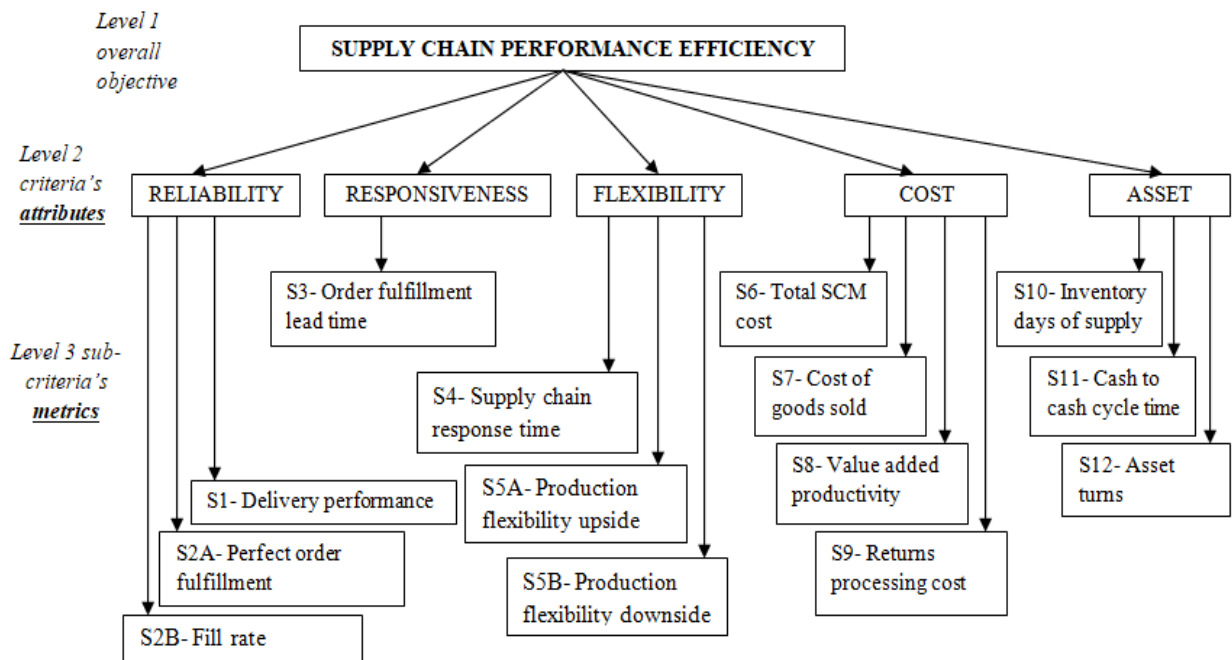 Level 1
overall
objective
SUPPLY CHAIN PERFORMANCE EFFICIENCY
Level 2
criteria's
attributes
RELIABILITY
RESPONSIVENESS
FLEXIBILITY
COST
ASSET
Level 3 sub-
criteria's
metrics
S3- Order fulfillment
lead time
S6- Total SCM
cost
S10- Inventory
days of supply
S4- Supply chain
response time
S7- Cost of
goods sold
S11- Cash to
cash cycle time
S1- Delivery performance
S5A- Production
flexibility upside
S8- Value added
productivity
S12- Asset
turns
S2A- Perfect order
fulfillment
S5B- Production
flexibility downside
S9- Returns
processing cost
S2B- Fill rate